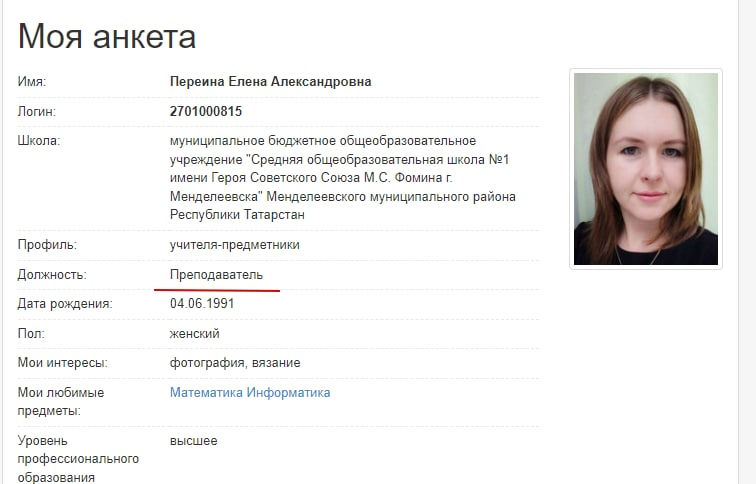 Моя анкета
Имя: Переина Елена Александровна
Логин: 2701000815
Школа: муниципальное бюджетное общеобразовательное
учреждение "Средняя общеобразовательная школа №1
имени Героя Советского Союза М.С. Фомина г.
Менделеевска" Менделеевского муниципального района
Республики Татарстан
Профиль: учителя-предметники
Должность: Преподаватель
Дата рождения: 04.06.1991
Пол: женский
Мои интересы: фотография, вязание
Мои любимые Математика Информатика
предметы:
Уровень высшее
профессионального
образования